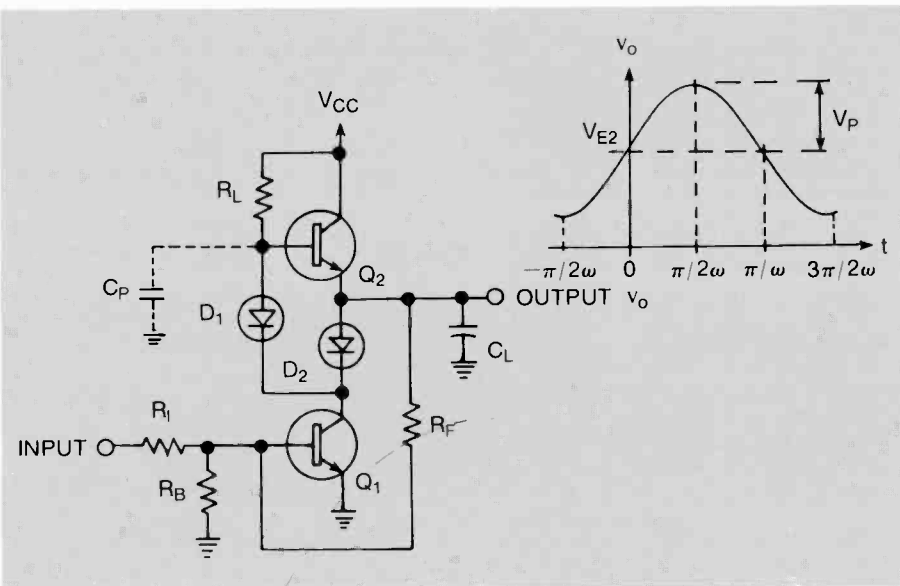 V_CC
R_L
Q_2
C_P
D_1
D_2
OUTPUT v_o
C_L
R_I
INPUT
R_F
R_B
Q_1
v_o
V_E2
V_P
t
-π/2ω 0 π/2ω π/ω 3π/2ω